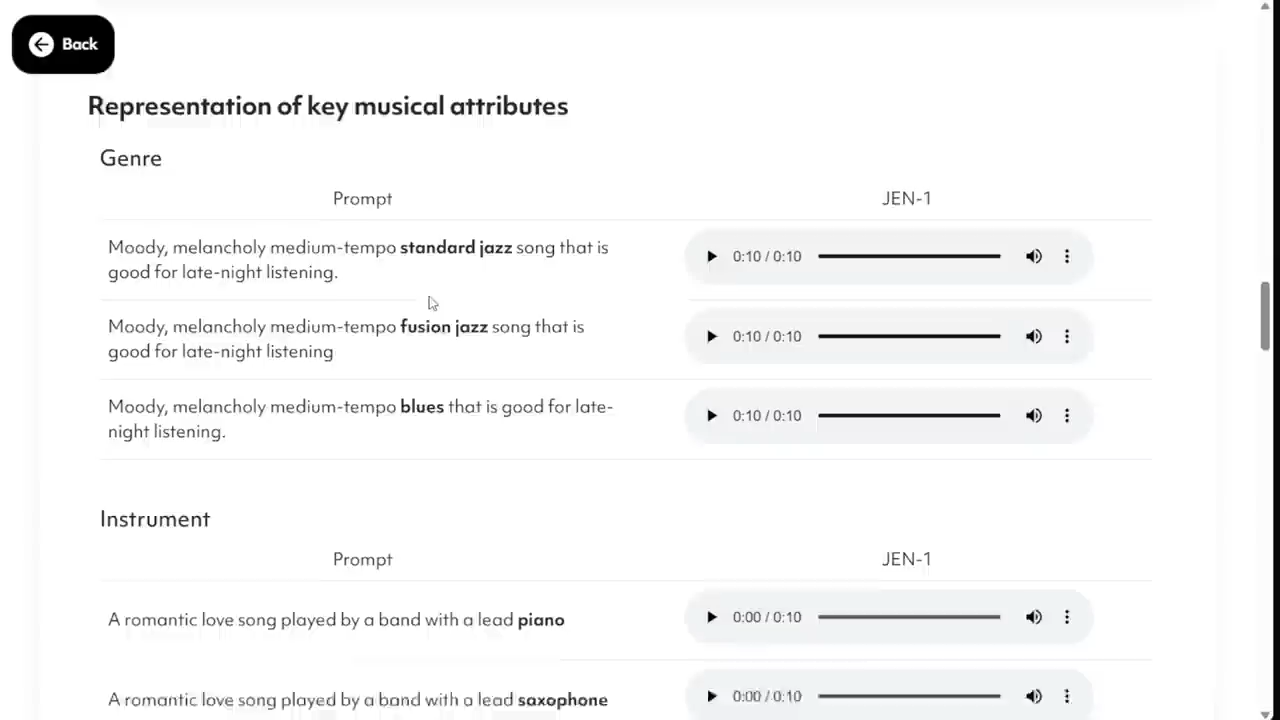 Back
Representation of key musical attributes
Genre
Prompt JEN-1
Moody, melancholy medium-tempo standard jazz song that is
good for late-night listening.
0:10 / 0:10
Moody, melancholy medium-tempo fusion jazz song that is
good for late-night listening
0:10 / 0:10
Moody, melancholy medium-tempo blues that is good for late-
night listening.
0:10 / 0:10
Instrument
Prompt JEN-1
A romantic love song played by a band with a lead piano
0:00 / 0:10
A romantic love song played by a band with a lead saxophone
0:00 / 0:10